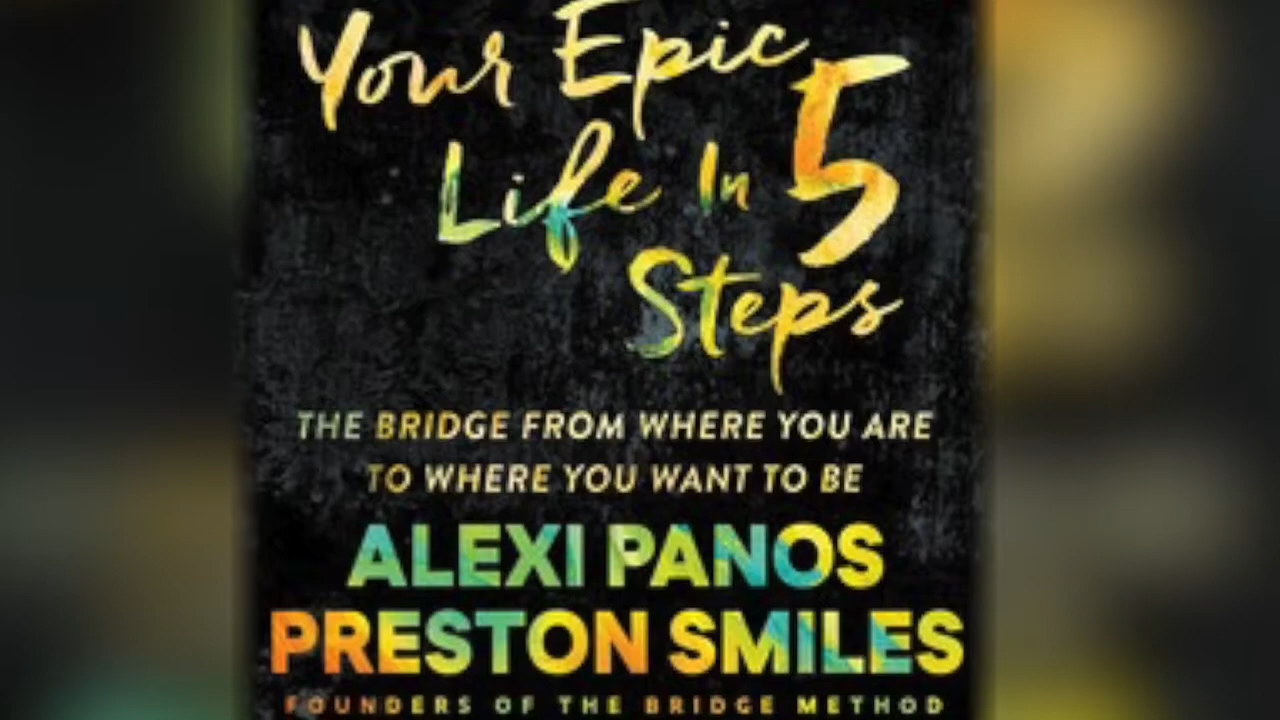 Your Epic
Life In 5
Steps
THE BRIDGE FROM WHERE YOU ARE
TO WHERE YOU WANT TO BE
ALEXI PANOS
PRESTON SMILES
FOUNDERS OF THE BRIDGE METHOD